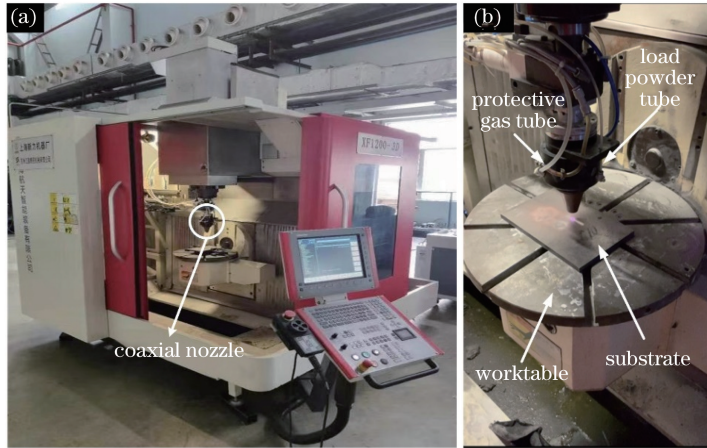 (a)
XF1200-3D
coaxial nozzle
(b)
load
powder
tube
protective
gas tube
substrate
worktable